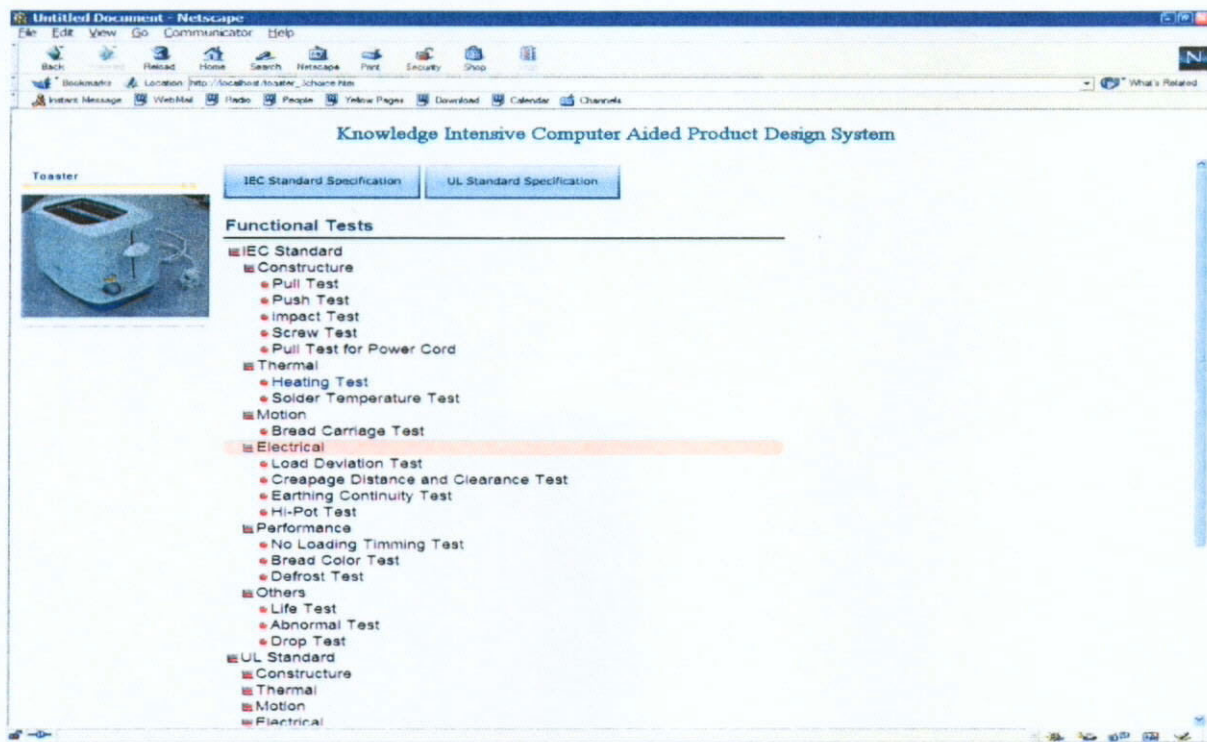 Untitled Document - Netscape
File Edit View Go Communicator Help
Back Reload Home Search Netscape Print Security Shop
Bookmarks Location: http://localhost/toaster_3choice.htm What's Related
Instant Message WebMail Radio People Yellow Pages Download Calendar Channels
Knowledge Intensive Computer Aided Product Design System
Toaster
IEC Standard Specification UL Standard Specification
Functional Tests
IEC Standard
Constructure
Pull Test
Push Test
Impact Test
Screw Test
Pull Test for Power Cord
Thermal
Heating Test
Solder Temperature Test
Motion
Bread Carriage Test
Electrical
Load Deviation Test
Creapage Distance and Clearance Test
Earthing Continuity Test
Hi-Pot Test
Performance
No Loading Timming Test
Bread Color Test
Defrost Test
Others
Life Test
Abnormal Test
Drop Test
UL Standard
Constructure
Thermal
Motion
Electrical